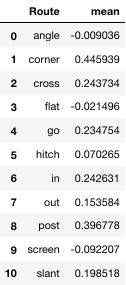 Route mean
0 angle -0.009036
1 corner 0.445939
2 cross 0.243734
3 flat -0.021496
4 go 0.234754
5 hitch 0.070265
6 in 0.242631
7 out 0.153584
8 post 0.396778
9 screen -0.092207
10 slant 0.198518